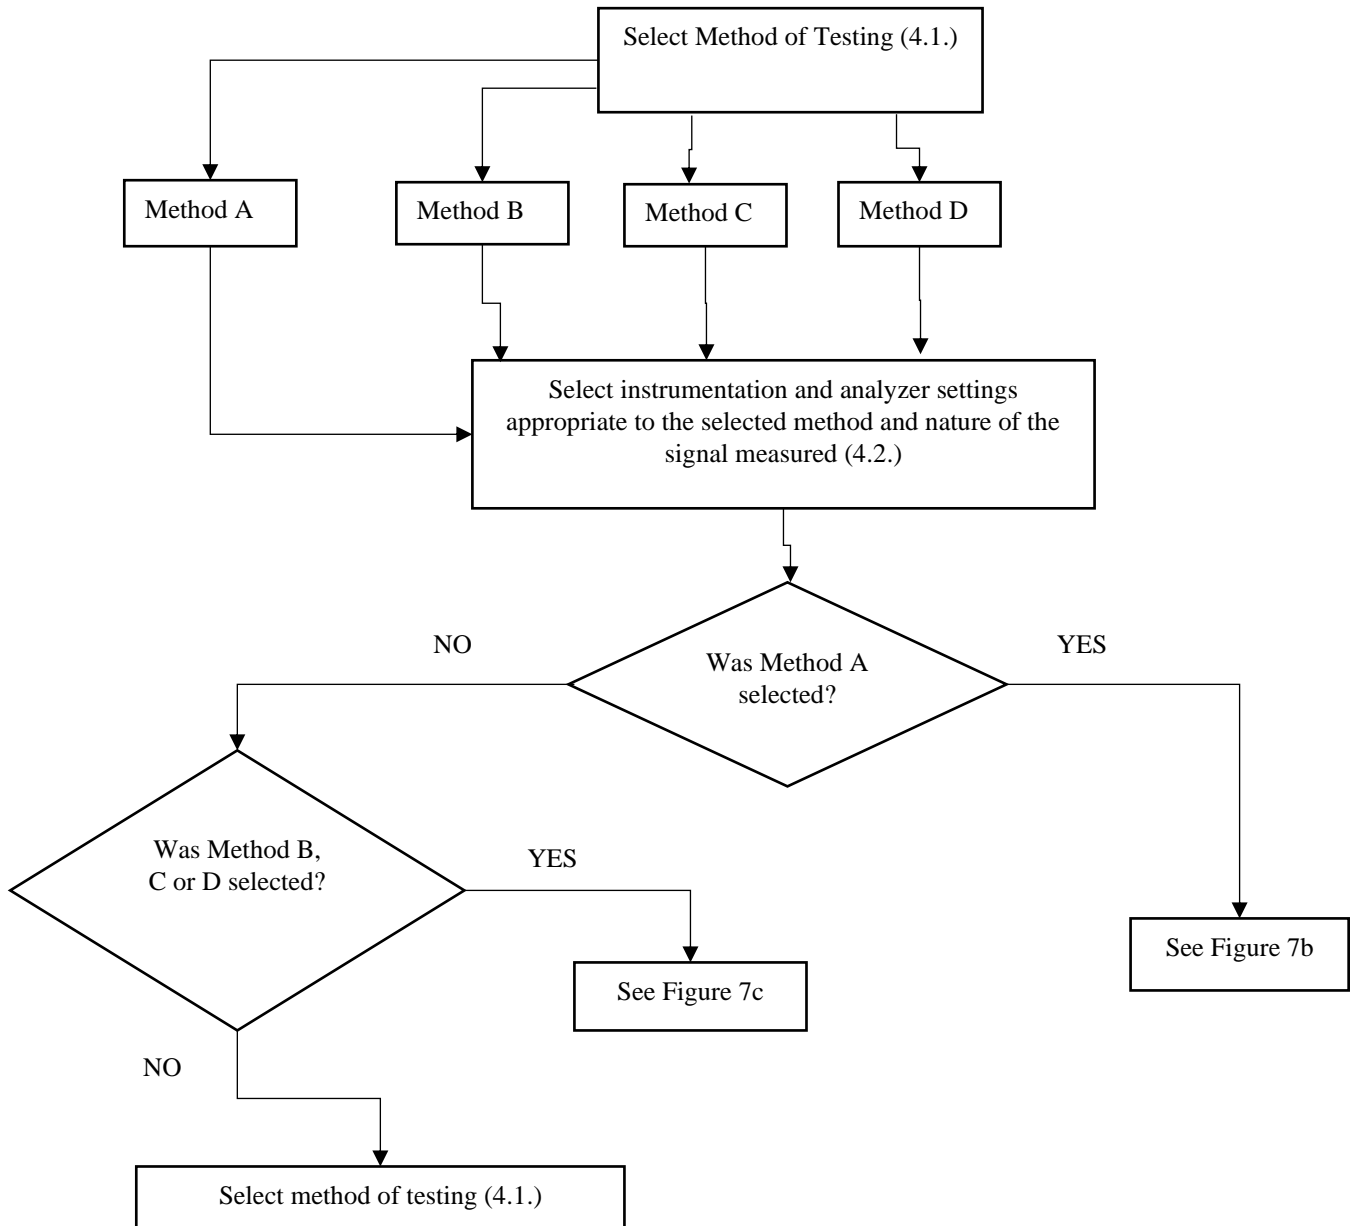 Select Method of Testing (4.1.)
Method A
Method B
Method C
Method D
Select instrumentation and analyzer settings
appropriate to the selected method and nature of the
signal measured (4.2.)
NO
YES
Was Method A
selected?
Was Method B,
C or D selected?
YES
See Figure 7b
See Figure 7c
NO
Select method of testing (4.1.)